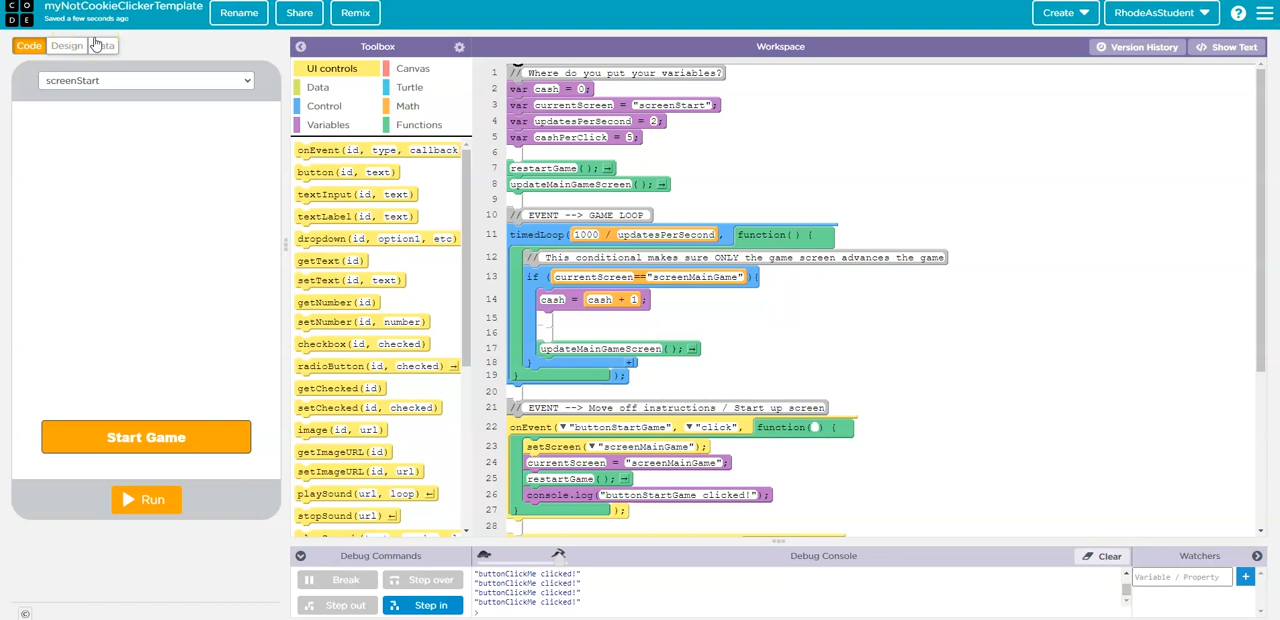 C O
D E
myNotCookieClickerTemplate
Saved a few seconds ago
Rename
Share
Remix
Create
RhodeAsStudent
?
Code
Design
Toolbox
Workspace
Version History
</> Show Text
screenStart
UI controls
Canvas
Data
Turtle
Control
Math
Variables
Functions
onEvent(id, type, callback
button(id, text)
textInput(id, text)
textLabel(id, text)
dropdown(id, option1, etc)
getText(id)
setText(id, text)
getNumber(id)
setNumber(id, number)
checkbox(id, checked)
radioButton(id, checked)
getChecked(id)
setChecked(id, checked)
image(id, url)
getImageURL(id)
setImageURL(id, url)
playSound(url, loop)
stopSound(url)
1 // Where do you put your variables?
2 var cash = 0;
3 var currentScreen = "screenStart";
4 var updatesPerSecond = 2;
5 var cashPerClick = 5;
6
7 restartGame();
8 updateMainGameScreen();
9
10 // EVENT --> GAME LOOP
11 timedLoop(1000 / updatesPerSecond, function() {
12 // This conditional makes sure ONLY the game screen advances the game
13 if (currentScreen=="screenMainGame"){
14 cash = cash + 1;
15
16
17 updateMainGameScreen();
18 }
19 });
20
21 // EVENT --> Move off instructions / Start up screen
22 onEvent("buttonStartGame", "click", function() {
23 setScreen("screenMainGame");
24 currentScreen = "screenMainGame";
25 restartGame();
26 console.log("buttonStartGame clicked!");
27 });
28
Start Game
Run
Debug Commands
Debug Console
Clear
Watchers
Break
Step over
Step out
Step in
"buttonClickMe clicked!"
"buttonClickMe clicked!"
"buttonClickMe clicked!"
"buttonClickMe clicked!"
>
Variable / Property
+
©